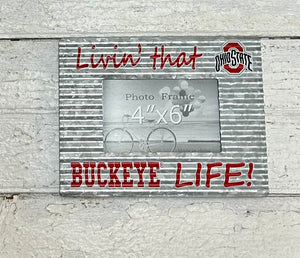 Livin' that
OHIO STATE
Photo Frame
4"x6"
BUCKEYE LIFE!